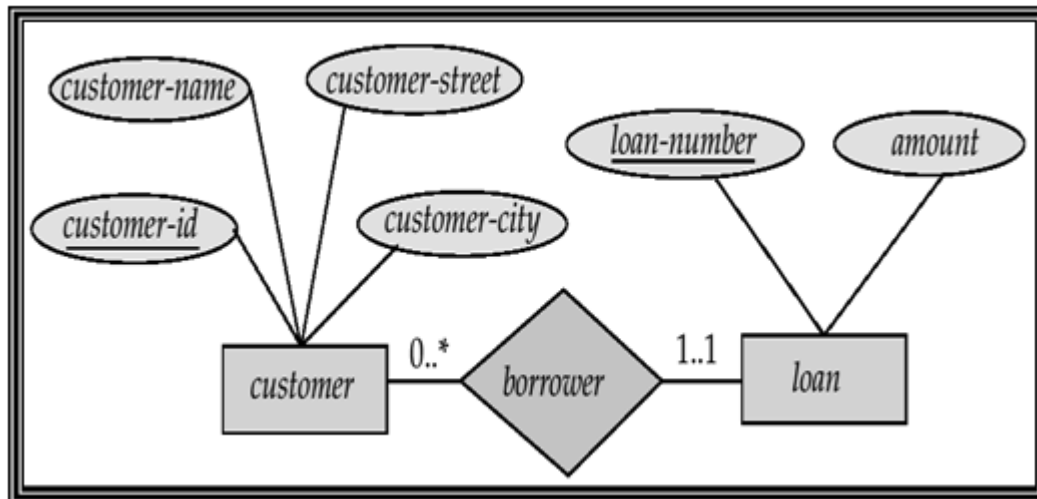 customer-name
customer-street
loan-number
amount
customer-id
customer-city
0..*
1..1
customer
borrower
loan